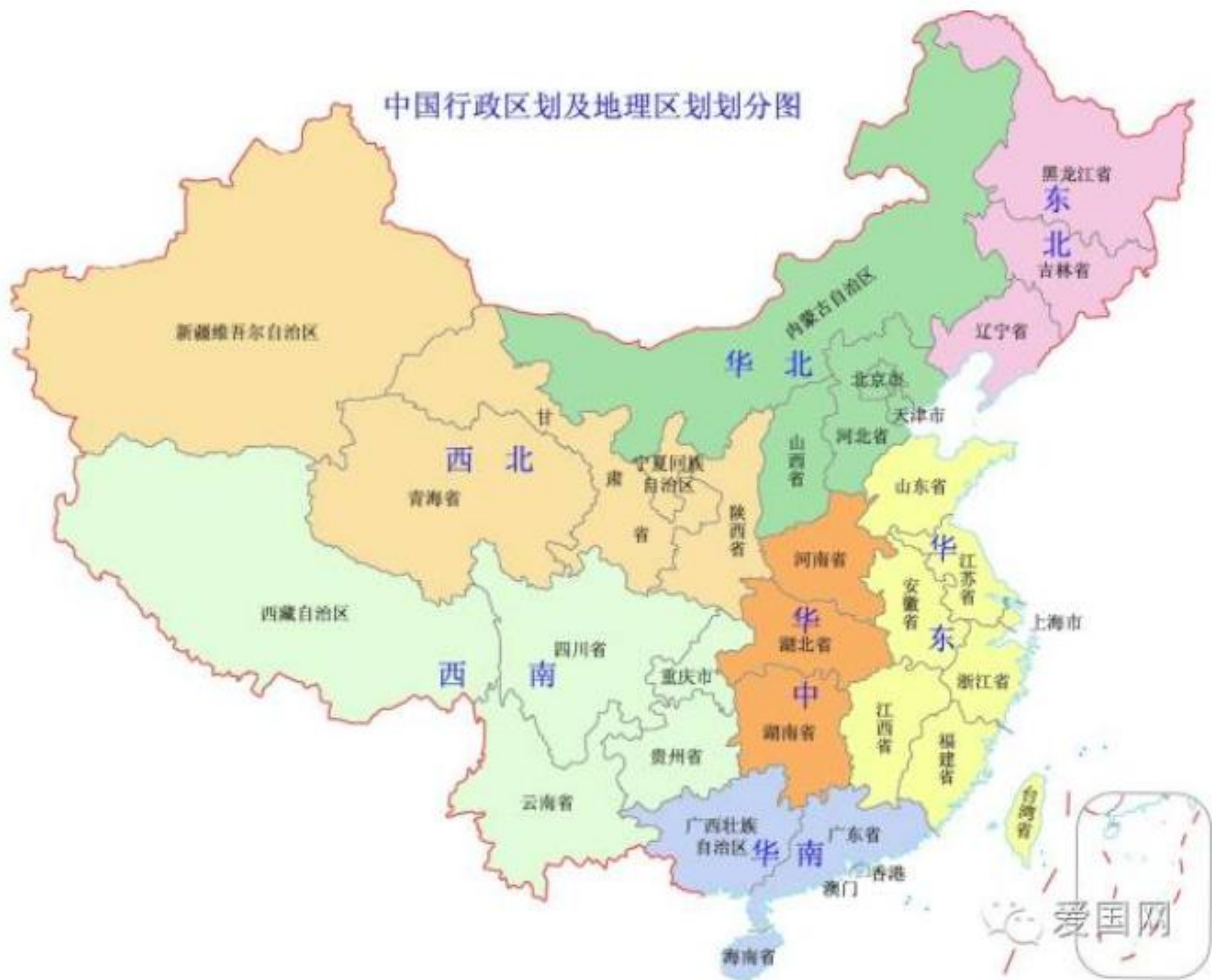 中国行政区划及地理区划划分图
黑龙江省
东
北
吉林省
辽宁省
内蒙古自治区
新疆维吾尔自治区
华北
北京市
天津市
河北省
山西省
甘
肃
省
西北
宁夏回族
自治区
青海省
陕西省
山东省
河南省
华
东
江苏省
安徽省
上海市
西藏自治区
四川省
华
中
湖北省
西南
重庆市
浙江省
湖南省
江西省
福建省
贵州省
云南省
台湾省
广西壮族
自治区
广东省
华南
香港
澳门
海南省
爱国网